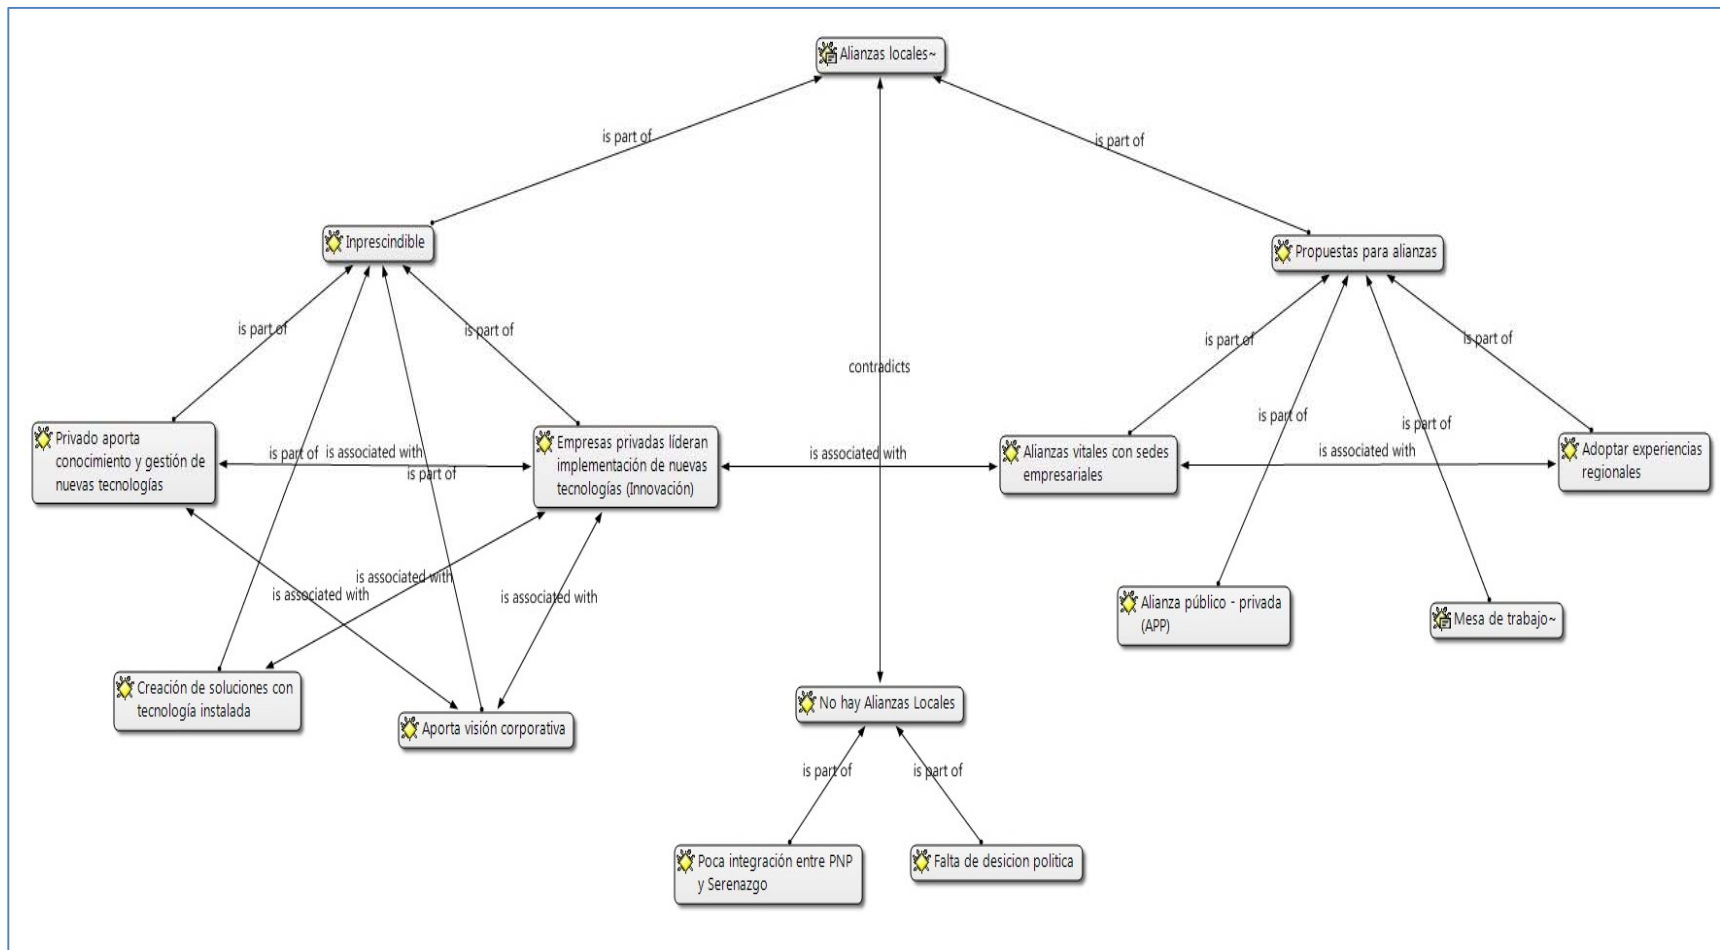 Alianzas locales~
is part of
is part of
Inprescindible
Propuestas para alianzas
is part of
is part of
is part of
is part of
contradicts
Privado aporta
conocimiento y gestión de
nuevas tecnologías
Empresas privadas líderan
implementación de nuevas
tecnologías (Innovación)
Alianzas vitales con sedes
empresariales
Adoptar experiencias
regionales
is part of
is associated with
is part of
is associated with
is part of
is part of
is associated with
is associated with
is associated with
is associated with
Alianza público - privada
(APP)
Mesa de trabajo~
Creación de soluciones con
tecnología instalada
Aporta visión corporativa
No hay Alianzas Locales
is part of
is part of
Poca integración entre PNP
y Serenazgo
Falta de desicion politica